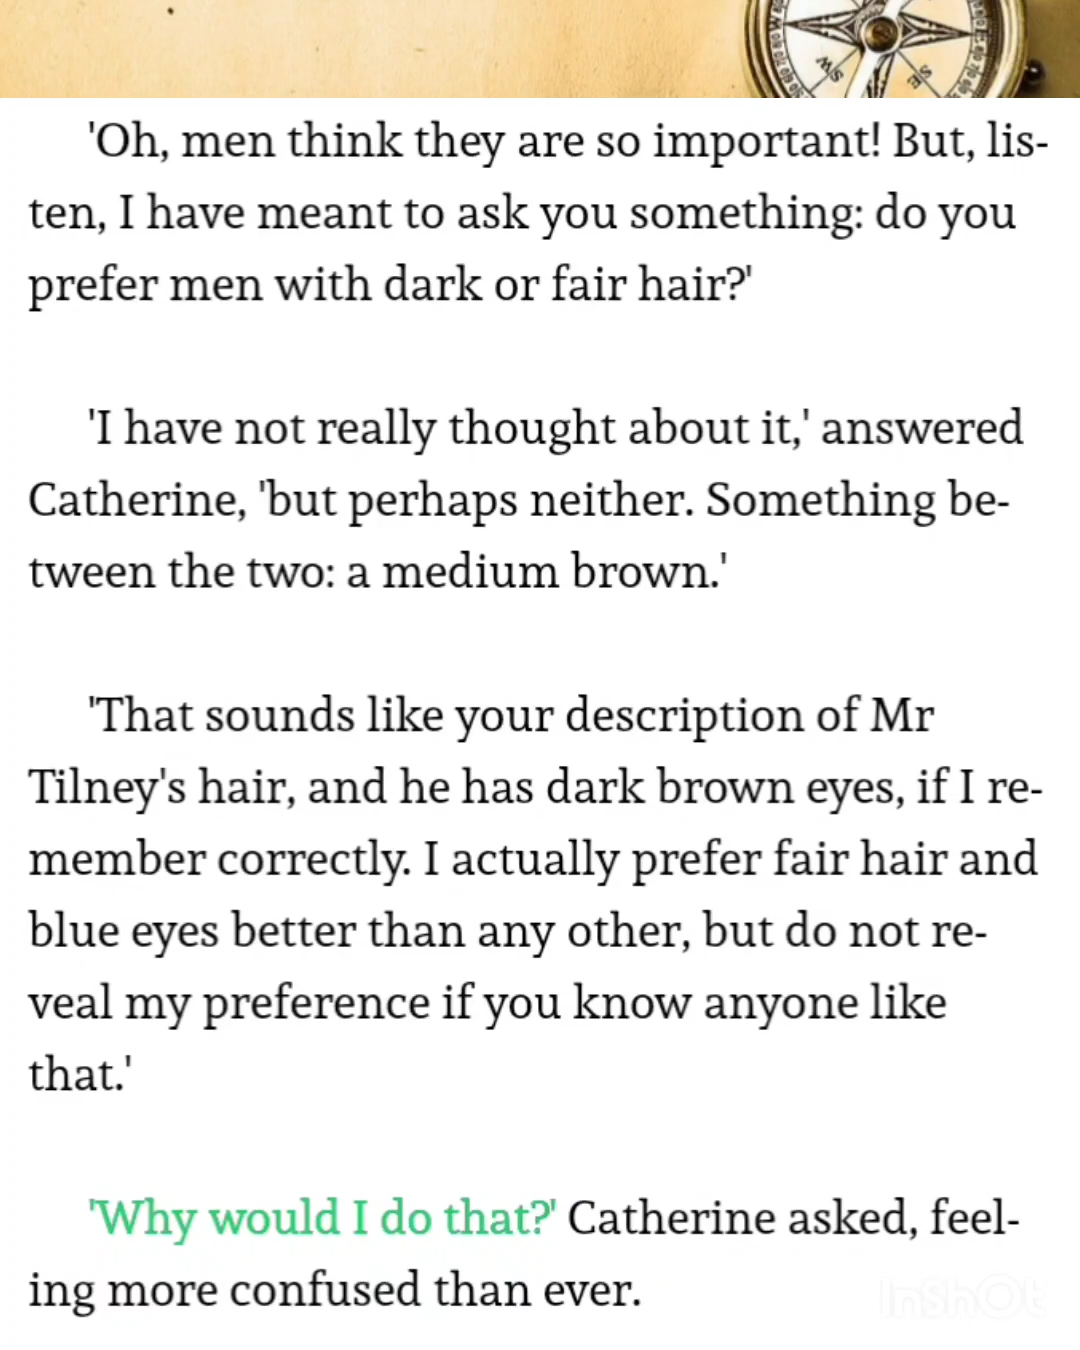 W
SW
SE
'Oh, men think they are so important! But, lis-
ten, I have meant to ask you something: do you
prefer men with dark or fair hair?'
'I have not really thought about it,' answered
Catherine, 'but perhaps neither. Something be-
tween the two: a medium brown.'
'That sounds like your description of Mr
Tilney's hair, and he has dark brown eyes, if I re-
member correctly. I actually prefer fair hair and
blue eyes better than any other, but do not re-
veal my preference if you know anyone like
that.'
'Why would I do that?' Catherine asked, feel-
ing more confused than ever.
InShOt